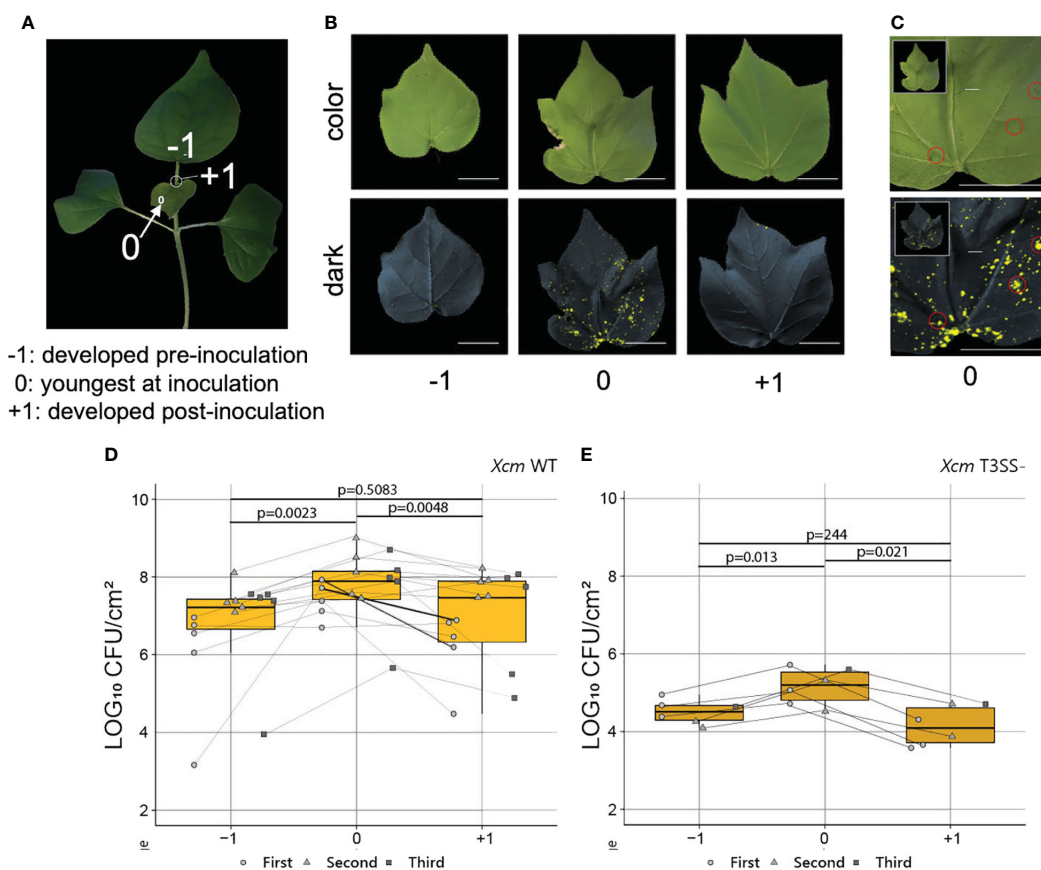 A
-1
+1
0
0
-1: developed pre-inoculation
0: youngest at inoculation
+1: developed post-inoculation
B
color
dark
-1
0
+1
C
0
D
Xcm WT
p=0.5083
p=0.0023
p=0.0048
LOG₁₀ CFU/cm²
10
8
6
4
2
−1
0
+1
First
Second
Third
E
Xcm T3SS-
p=244
p=0.013
p=0.021
LOG₁₀ CFU/cm²
10
8
6
4
2
−1
0
+1
First
Second
Third